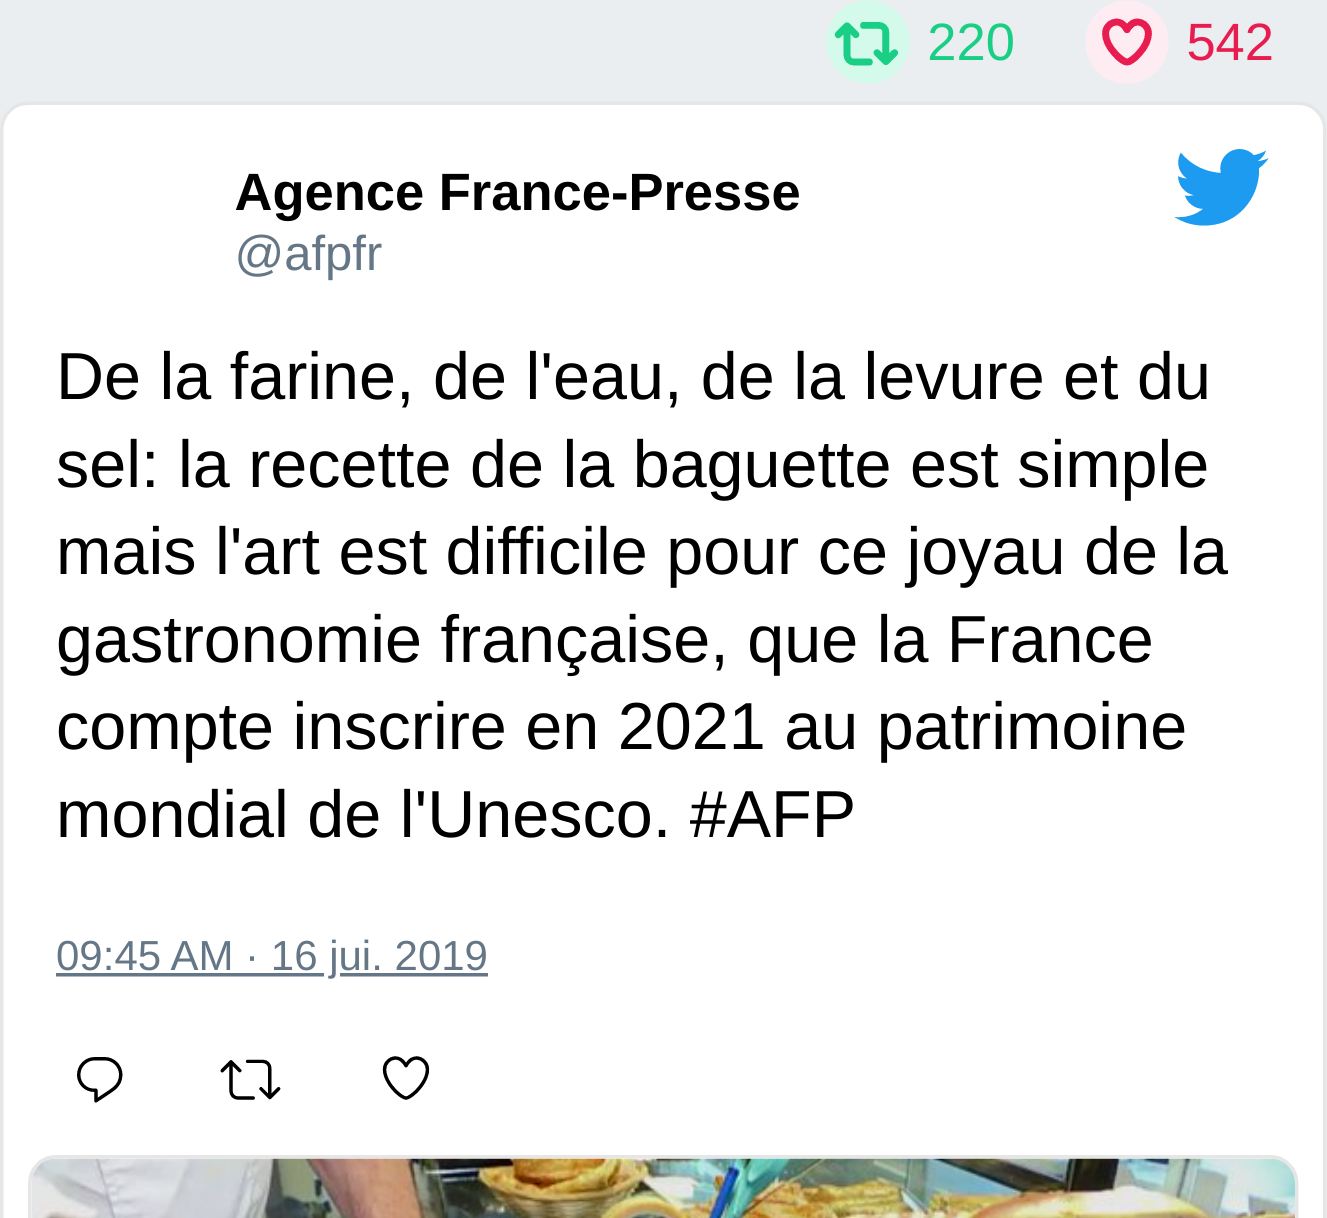 220 542
Agence France-Presse
@afpfr
De la farine, de l'eau, de la levure et du
sel: la recette de la baguette est simple
mais l'art est difficile pour ce joyau de la
gastronomie française, que la France
compte inscrire en 2021 au patrimoine
mondial de l'Unesco. #AFP
09:45 AM · 16 jui. 2019